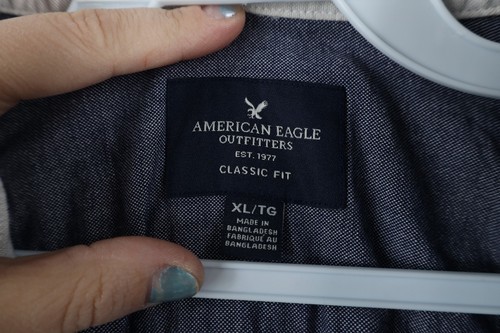 AMERICAN EAGLE
OUTFITTERS
EST. 1977
CLASSIC FIT
XL/TG
MADE IN
BANGLADESH
FABRIQUÉ AU
BANGLADESH